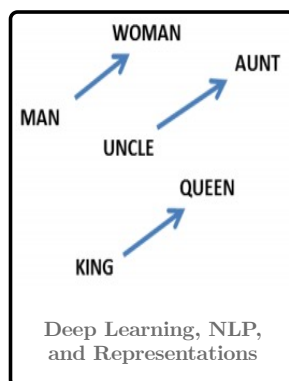 WOMAN
AUNT
MAN
UNCLE
QUEEN
KING
Deep Learning, NLP,
and Representations